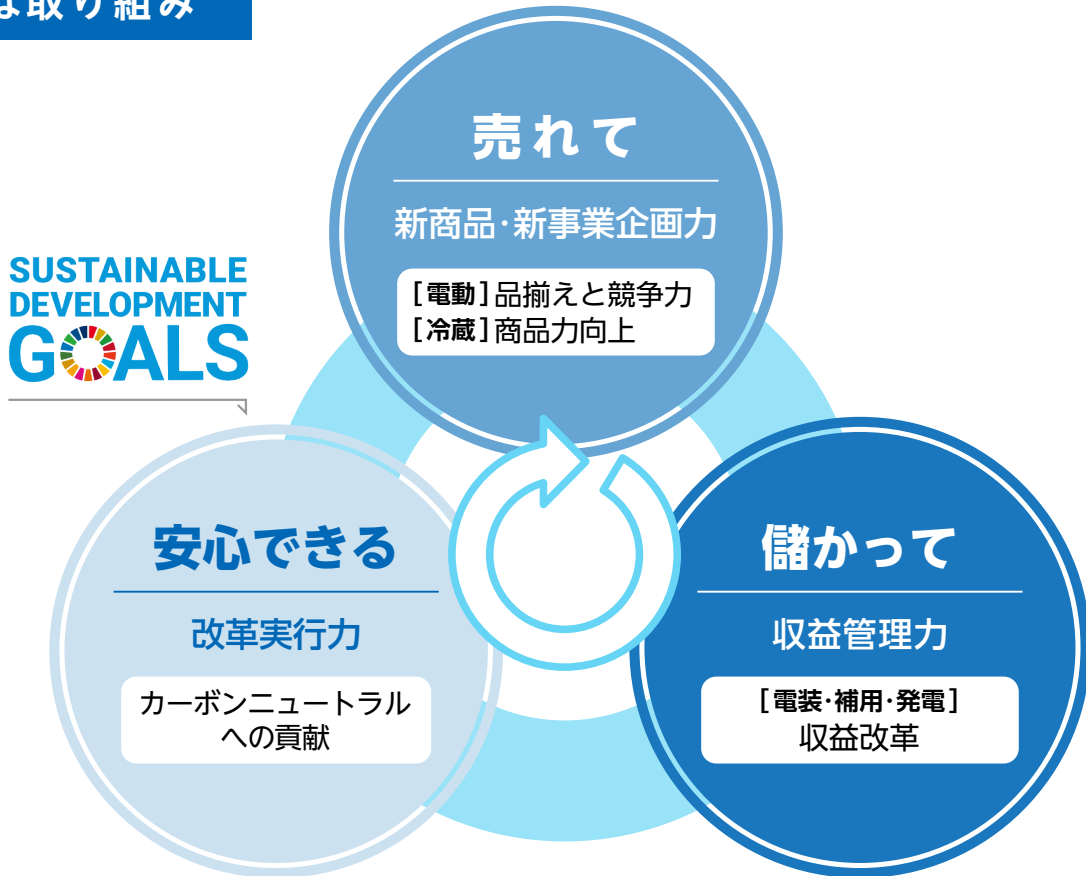 取り組み
売れて
新商品・新事業企画力
[電動]品揃えと競争力
[冷蔵]商品力向上
SUSTAINABLE
DEVELOPMENT
GOALS
安心できる
改革実行力
カーボンニュートラル
への貢献
儲かって
収益管理力
[電装・補用・発電]
収益改革